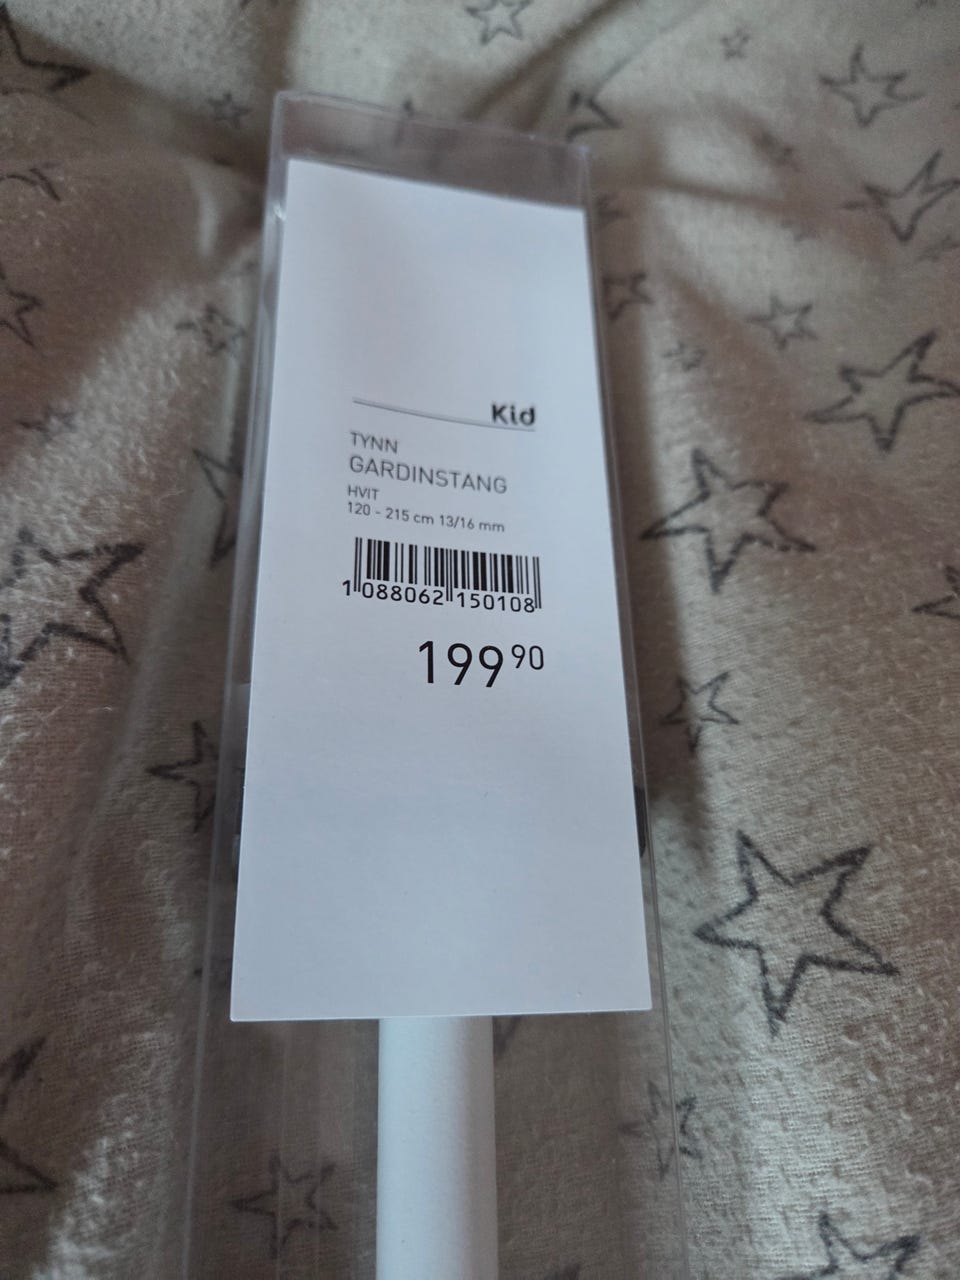 Kid
TYNN
GARDINSTANG
HVIT
120 - 215 cm 13/16 mm
1 088062 150108
199 90